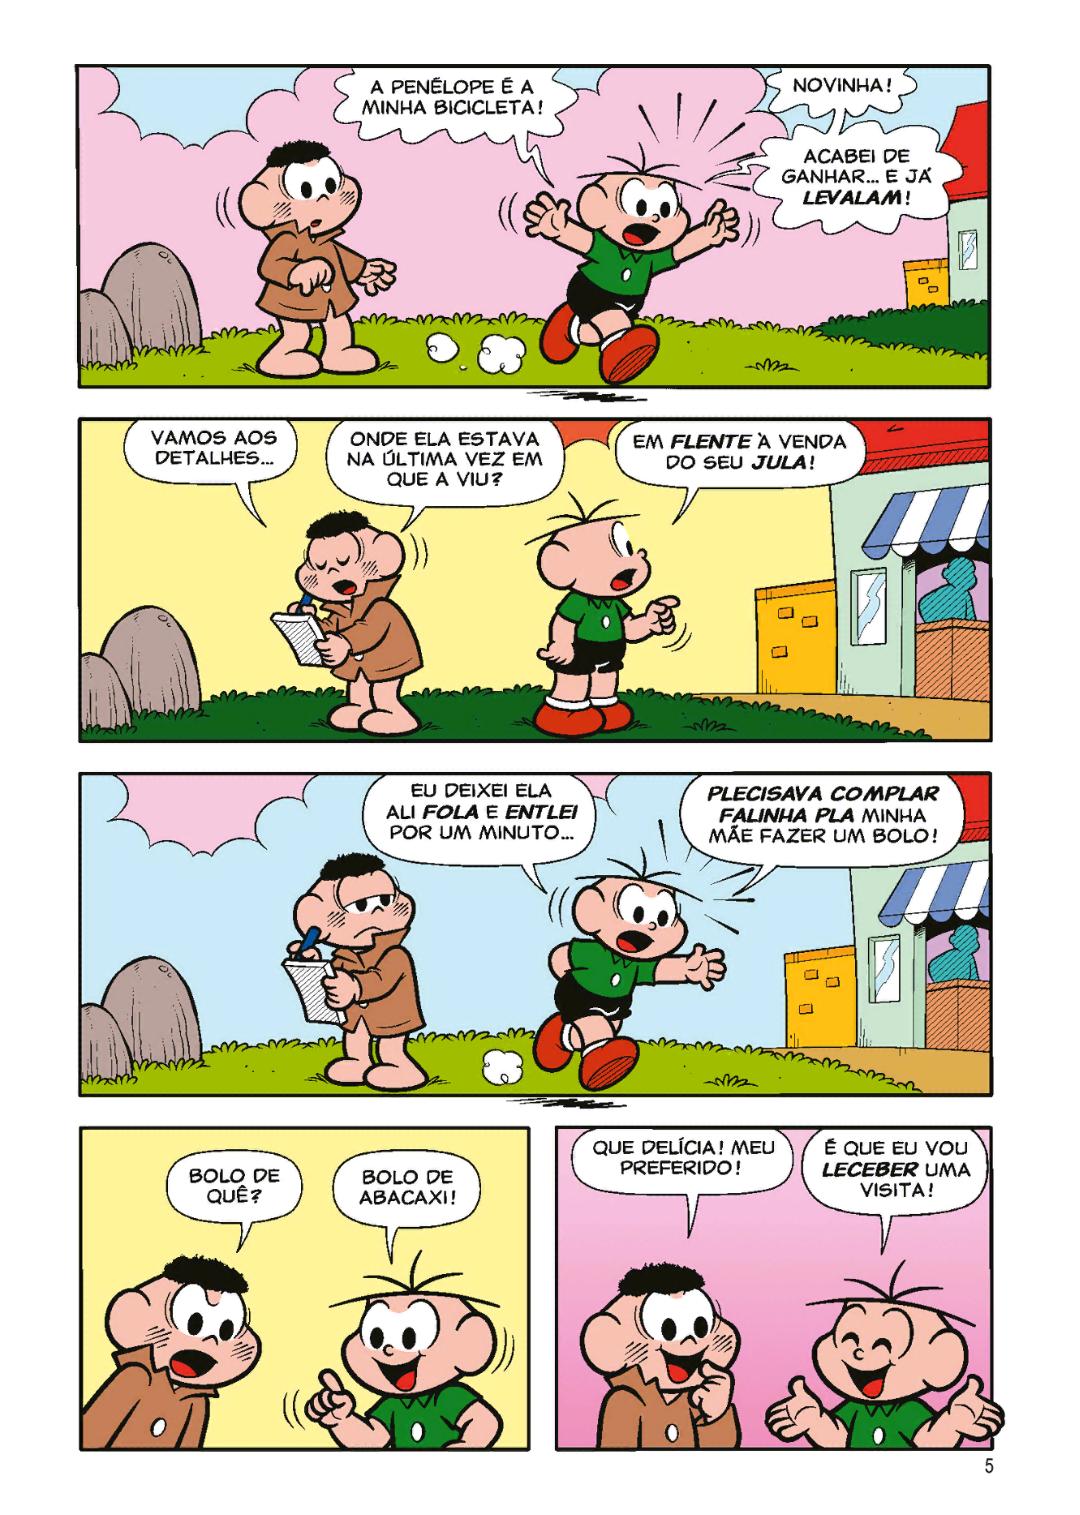 A PENÉLOPE É A
MINHA BICICLETA!
NOVINHA!
ACABEI DE
GANHAR... E JÁ
LEVALAM!
VAMOS AOS
DETALHES...
ONDE ELA ESTAVA
NA ÚLTIMA VEZ EM
QUE A VIU?
EM FLENTE À VENDA
DO SEU JULA!
EU DEIXEI ELA
ALI FOLA E ENTLEI
POR UM MINUTO...
PLECISAVA COMPLAR
FALINHA PLA MINHA
MÃE FAZER UM BOLO!
BOLO DE
QUÊ?
BOLO DE
ABACAXI!
QUE DELÍCIA! MEU
PREFERIDO!
É QUE EU VOU
LECEBER UMA
VISITA!
5